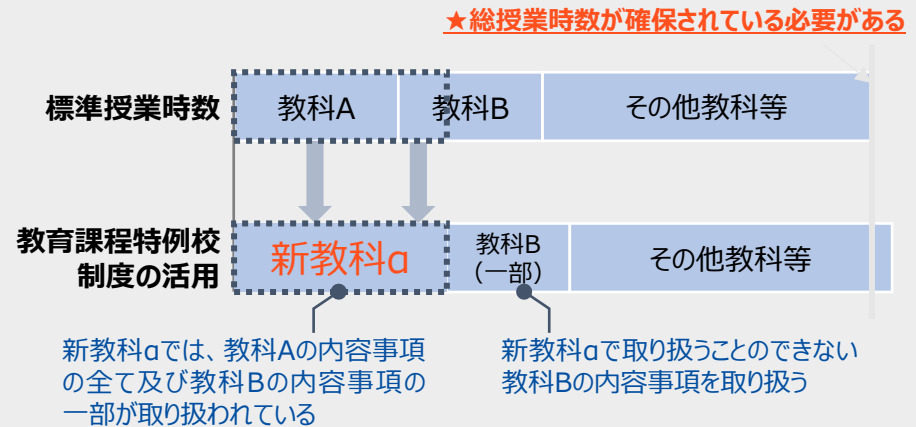 ★総授業時数が確保されている必要がある
標準授業時数
教科A
教科B
その他教科等
教育課程特例校
制度の活用
新教科α
教科B
（一部）
その他教科等
新教科αでは、教科Aの内容事項
の全て及び教科Bの内容事項の
一部が取り扱われている
新教科αで取り扱うことのできない
教科Bの内容事項を取り扱う